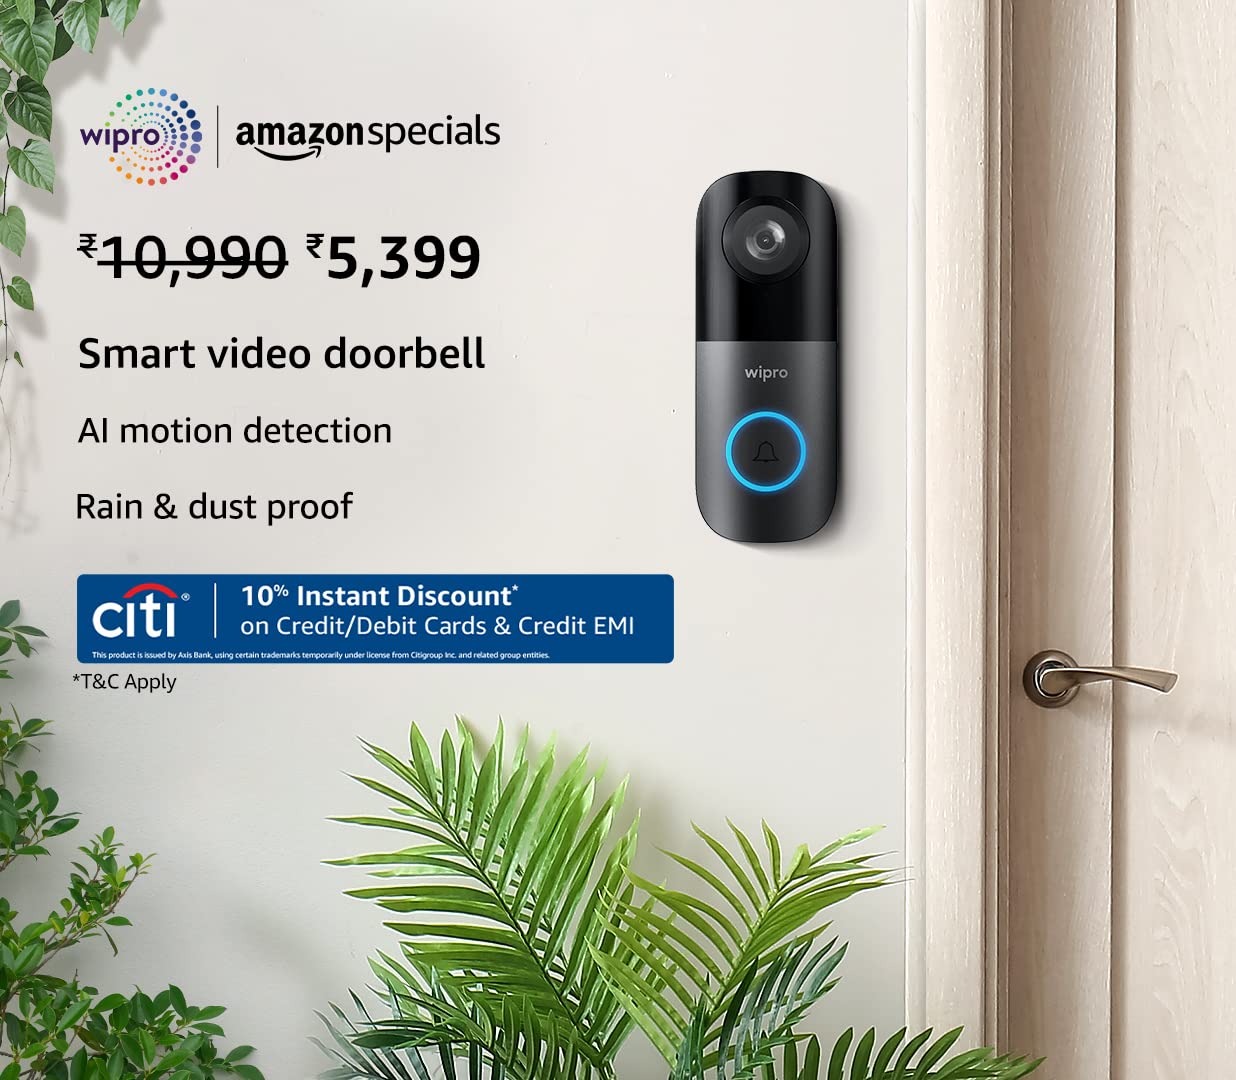 wipro | amazonspecials
₹10,990 ₹5,399
Smart video doorbell
AI motion detection
Rain & dust proof
wipro
citi® | 10% Instant Discount*
on Credit/Debit Cards & Credit EMI
This product is issued by Axis Bank, using certain trademarks temporarily under license from Citigroup Inc. and related group entities.
*T&C Apply